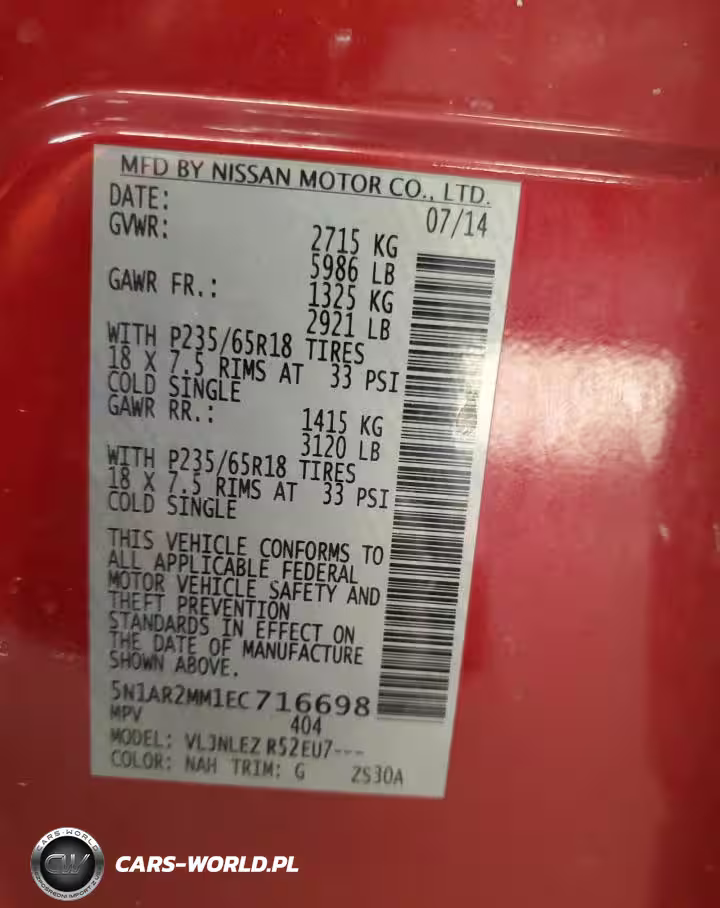 MFD BY NISSAN MOTOR CO., LTD.
DATE: 07/14
GVWR: 2715 KG
5986 LB
GAWR FR.: 1325 KG
2921 LB
WITH P235/65R18 TIRES
18 X 7.5 RIMS AT 33 PSI
COLD SINGLE
GAWR RR.: 1415 KG
3120 LB
WITH P235/65R18 TIRES
18 X 7.5 RIMS AT 33 PSI
COLD SINGLE
THIS VEHICLE CONFORMS TO
ALL APPLICABLE FEDERAL
MOTOR VEHICLE SAFETY AND
THEFT PREVENTION
STANDARDS IN EFFECT ON
THE DATE OF MANUFACTURE
SHOWN ABOVE.
5N1AR2MM1EC716698
MPV 404
MODEL: VLJNLEZ R52EU7---
COLOR: NAH TRIM: G 2S30A
CARS-WORLD
CW
CARS-WORLD.PL